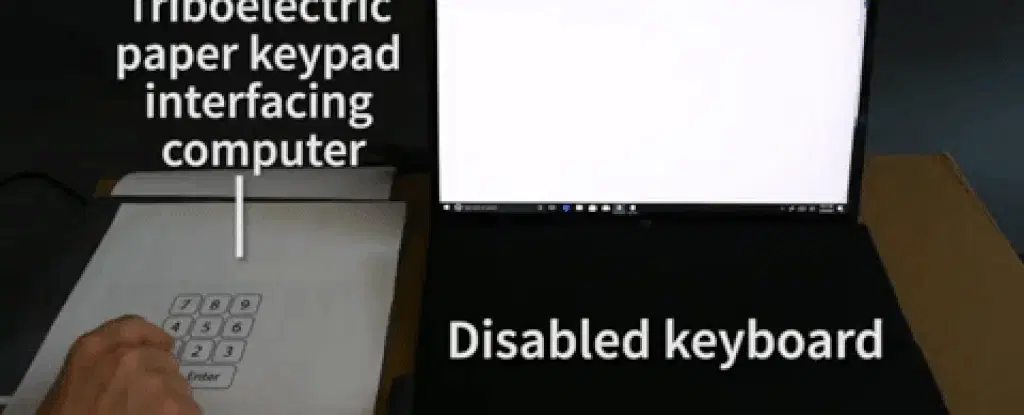 Triboelectric
paper keypad
interfacing
computer
7 8 9
4 5 6
2 3
Enter
Disabled keyboard